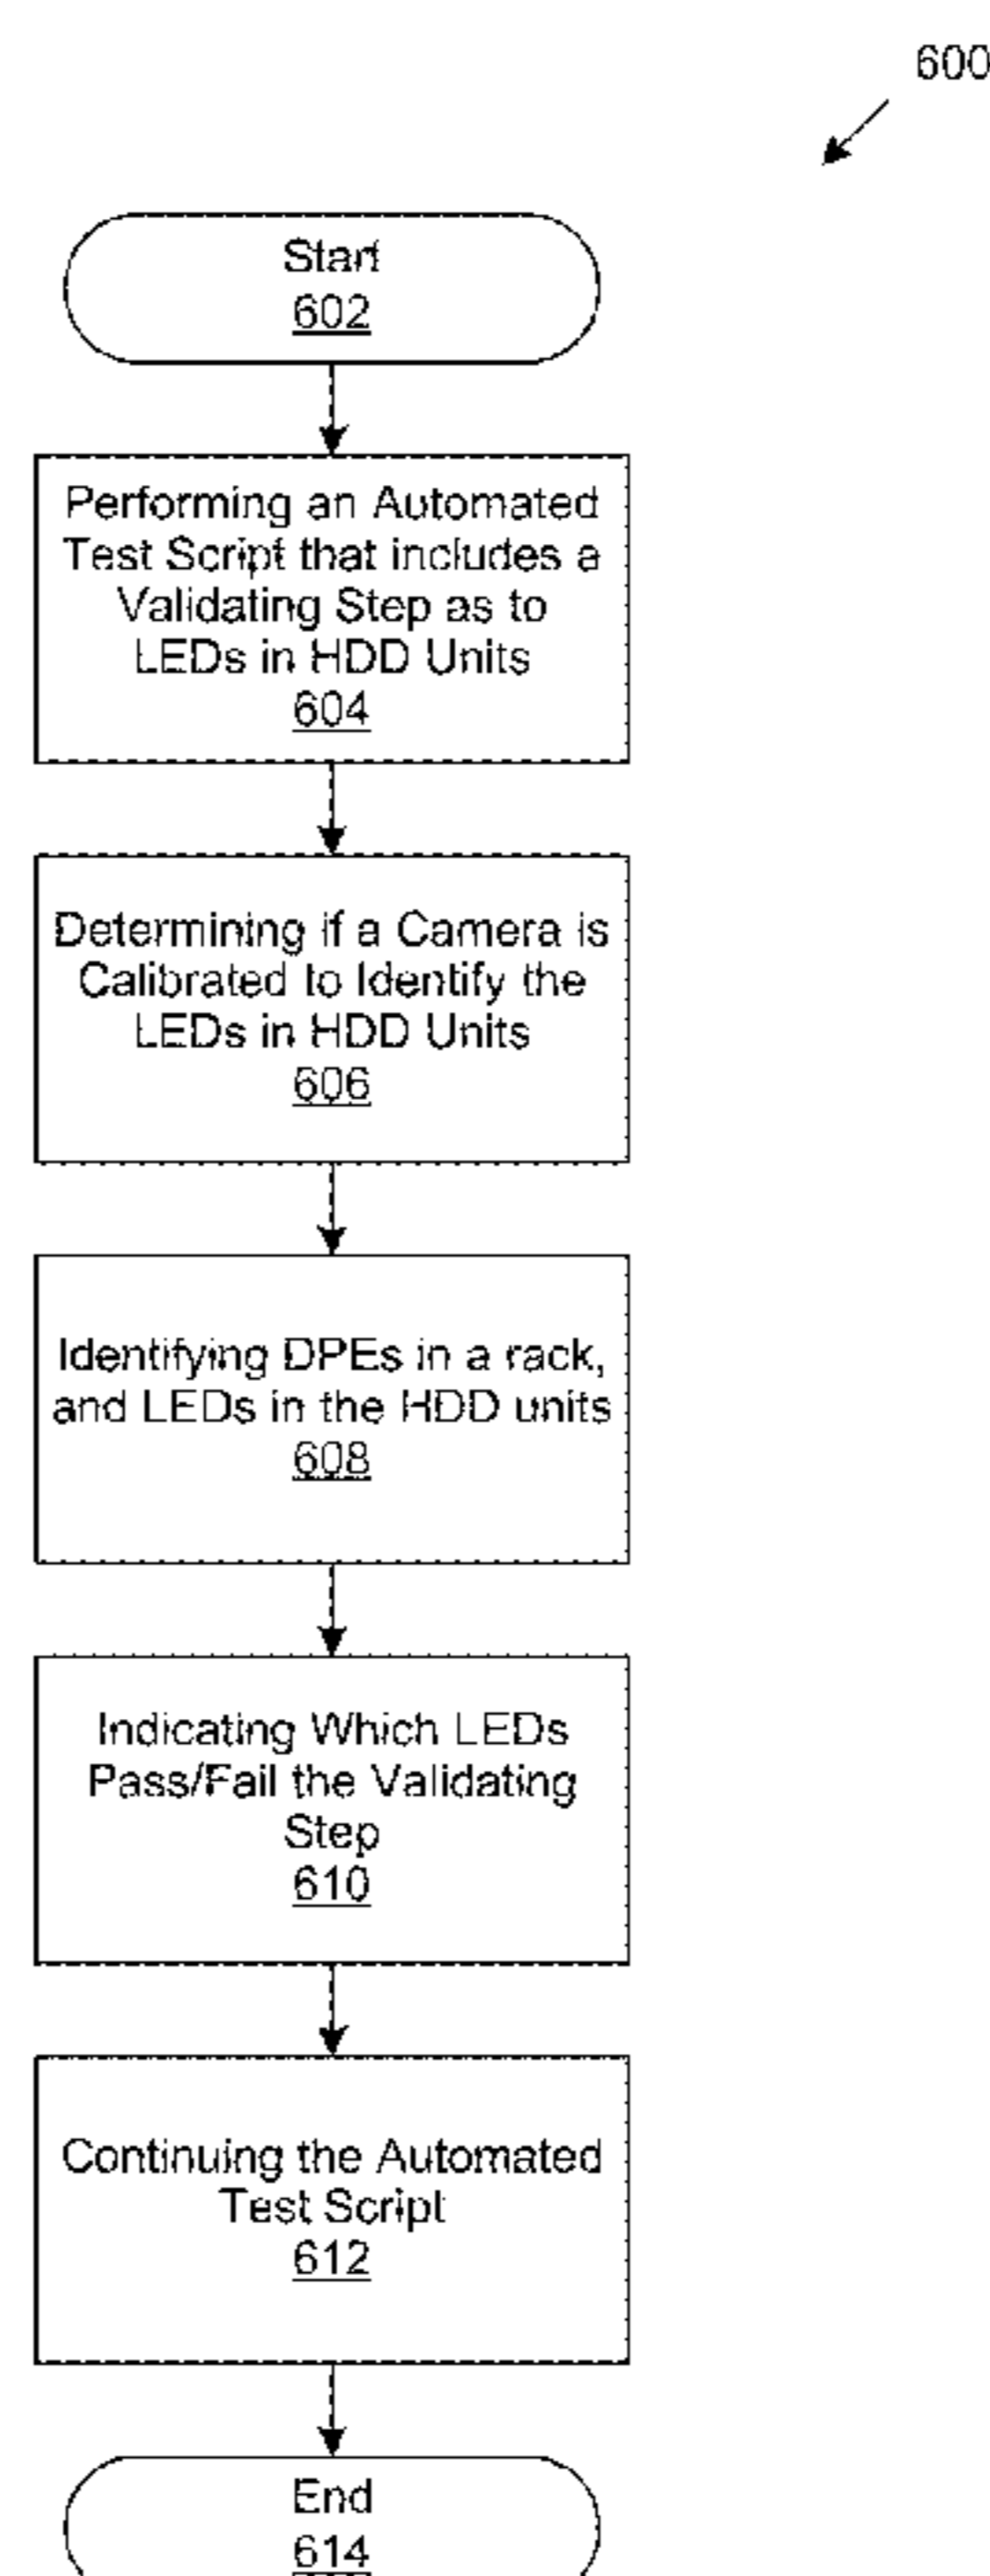 600
Start
602
Performing an Automated
Test Script that includes a
Validating Step as to
LEDs in HDD Units
604
Determining if a Camera is
Calibrated to Identify the
LEDs in HDD Units
606
Identifying DPEs in a rack,
and LEDs in the HDD units
608
Indicating Which LEDs
Pass/Fail the Validating
Step
610
Continuing the Automated
Test Script
612
End
614